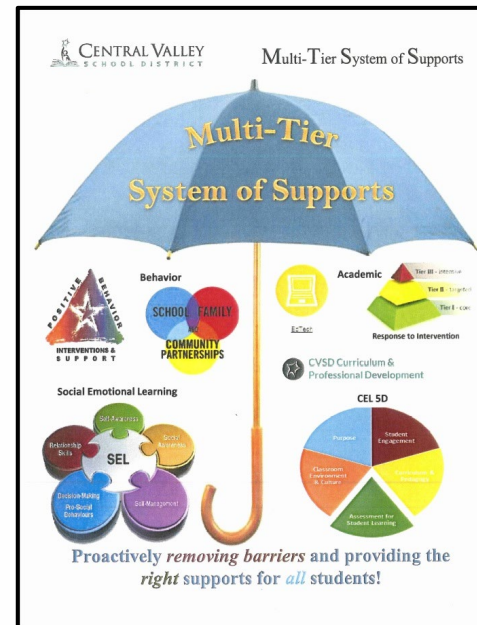 CENTRAL VALLEY
SCHOOL DISTRICT
Multi-Tier System of Supports
Multi-Tier
System of Supports
Behavior
Academic
POSITIVE BEHAVIOR
INTERVENTIONS &
SUPPORT
SCHOOL FAMILY
AND
COMMUNITY
PARTNERSHIPS
EdTech
Tier III - intensive
Tier II - targeted
Tier I - core
Response to Intervention
CVSD Curriculum &
Professional Development
Social Emotional Learning
Self-Awareness
Relationship
Skills
Social
Awareness
SEL
Decision-Making
Pro-Social
Behaviours
Self-Management
CEL 5D
Purpose
Student
Engagement
Classroom
Environment
& Culture
Curriculum &
Pedagogy
Assessment for
Student Learning
Proactively removing barriers and providing the
right supports for all students!